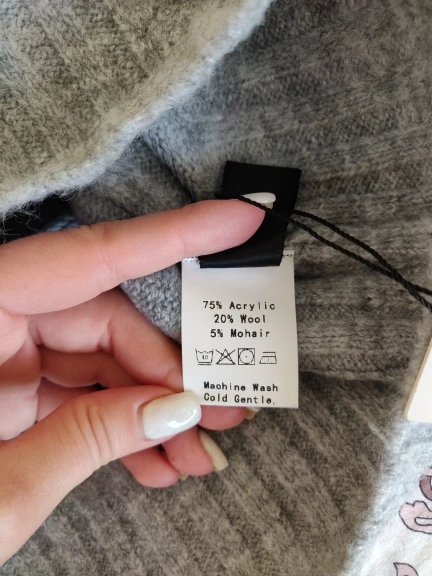 75% Acrylic
20% Wool
5% Mohair
Machine Wash
Cold Gentle.